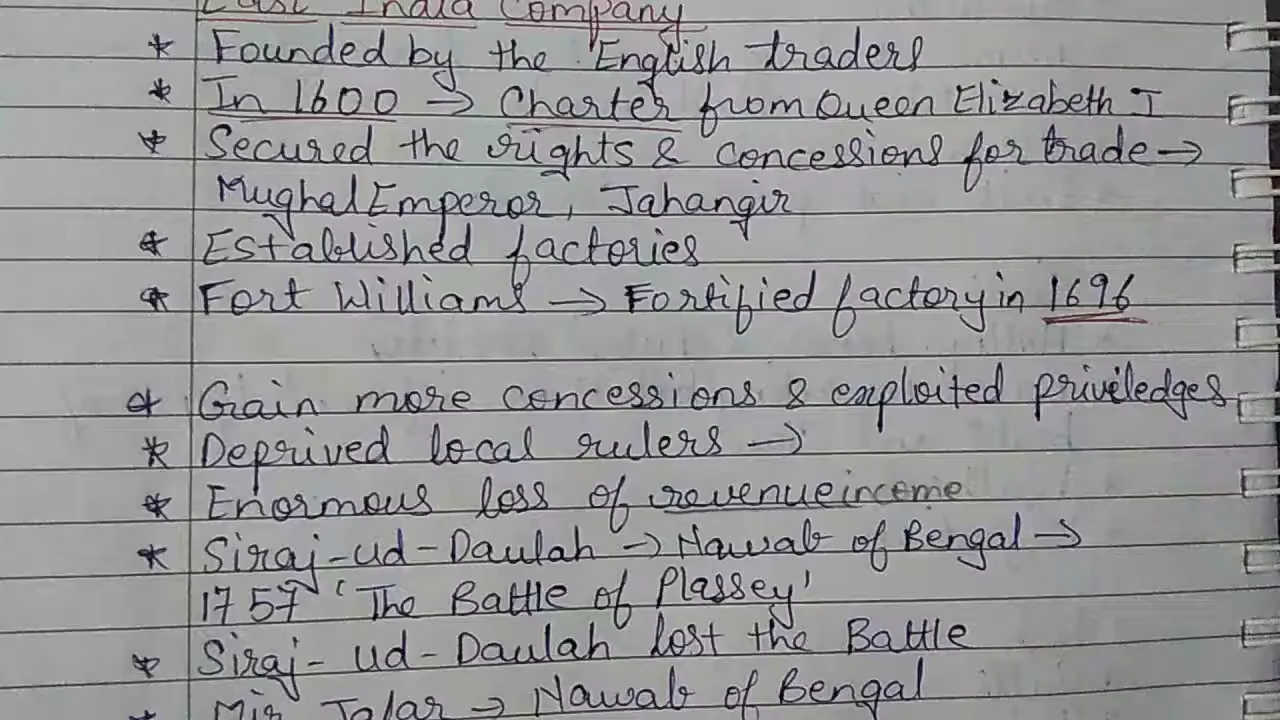 East India Company
* Founded by the English traders
* In 1600 → Charter from Queen Elizabeth I
* Secured the rights & concessions for trade →
Mughal Emperor, Jahangir
* Established factories
* Fort Williams → Fortified factory in 1696
* Gain more concessions & exploited priviledges
* Deprived local rulers →
* Enormous loss of revenue income
* Siraj-ud-Daulah → Nawab of Bengal →
1757 'The Battle of Plassey'
* Siraj-ud-Daulah lost the Battle
* Mir Jafar → Nawab of Bengal